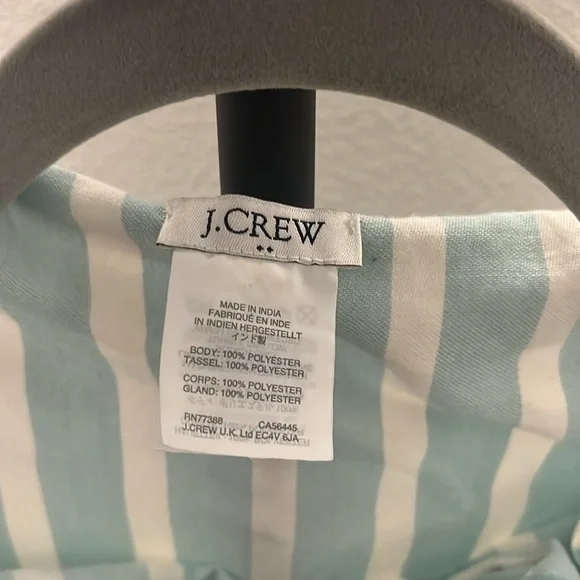 J.CREW
MADE IN INDIA
FABRIQUÉ EN INDE
IN INDIEN HERGESTELLT
インド製
BODY: 100% POLYESTER
TASSEL: 100% POLYESTER
CORPS: 100% POLYESTER
GLAND: 100% POLYESTER
RN77388 CA56445
J.CREW U.K. Ltd EC4V 6JA